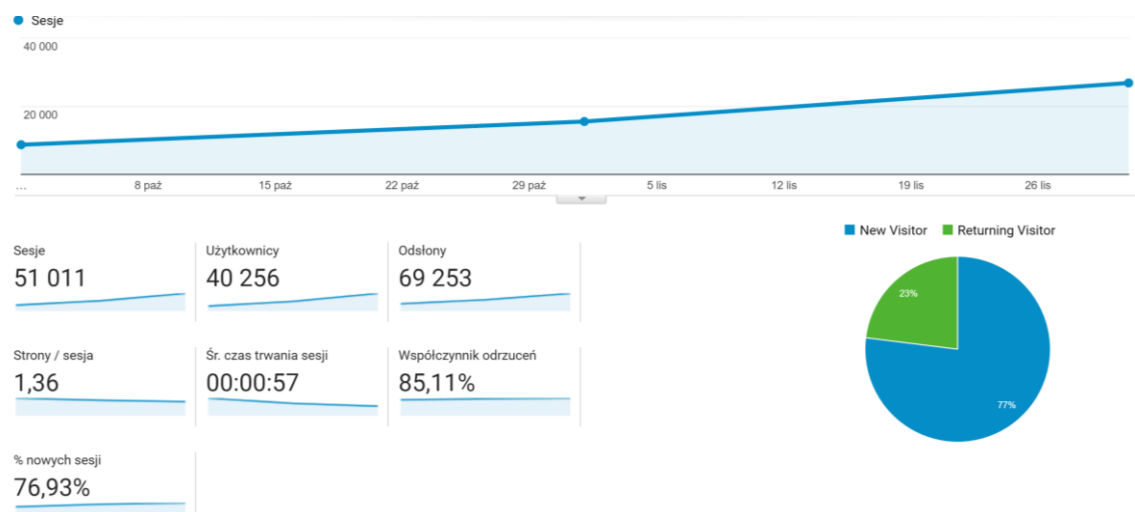 Sesje
40 000
20 000
...
8 paź
15 paź
22 paź
29 paź
5 lis
12 lis
19 lis
26 lis
New Visitor
Returning Visitor
Sesje
51 011
Użytkownicy
40 256
Odsłony
69 253
23%
77%
Strony / sesja
1,36
Śr. czas trwania sesji
00:00:57
Współczynnik odrzuceń
85,11%
% nowych sesji
76,93%